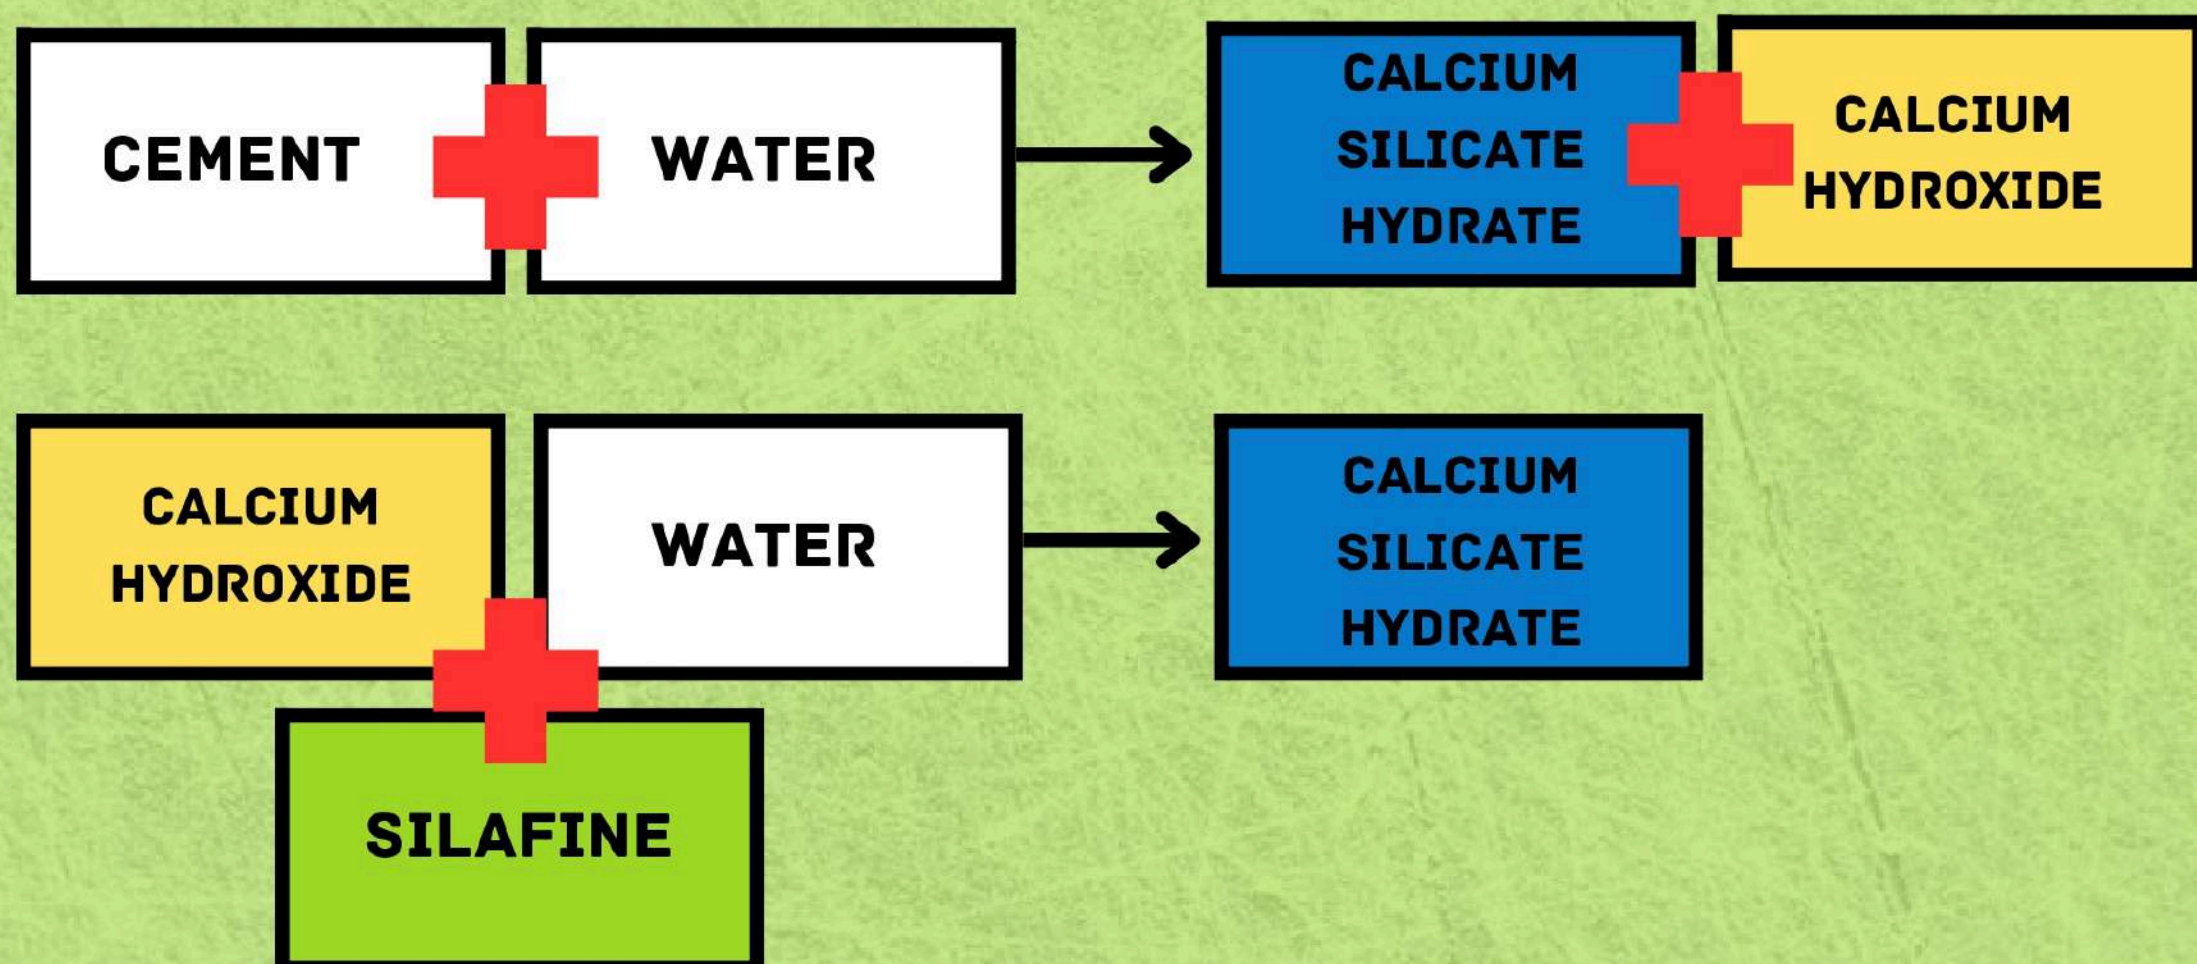 CEMENT
WATER
CALCIUM
SILICATE
HYDRATE
CALCIUM
HYDROXIDE
CALCIUM
HYDROXIDE
WATER
CALCIUM
SILICATE
HYDRATE
SILAFINE